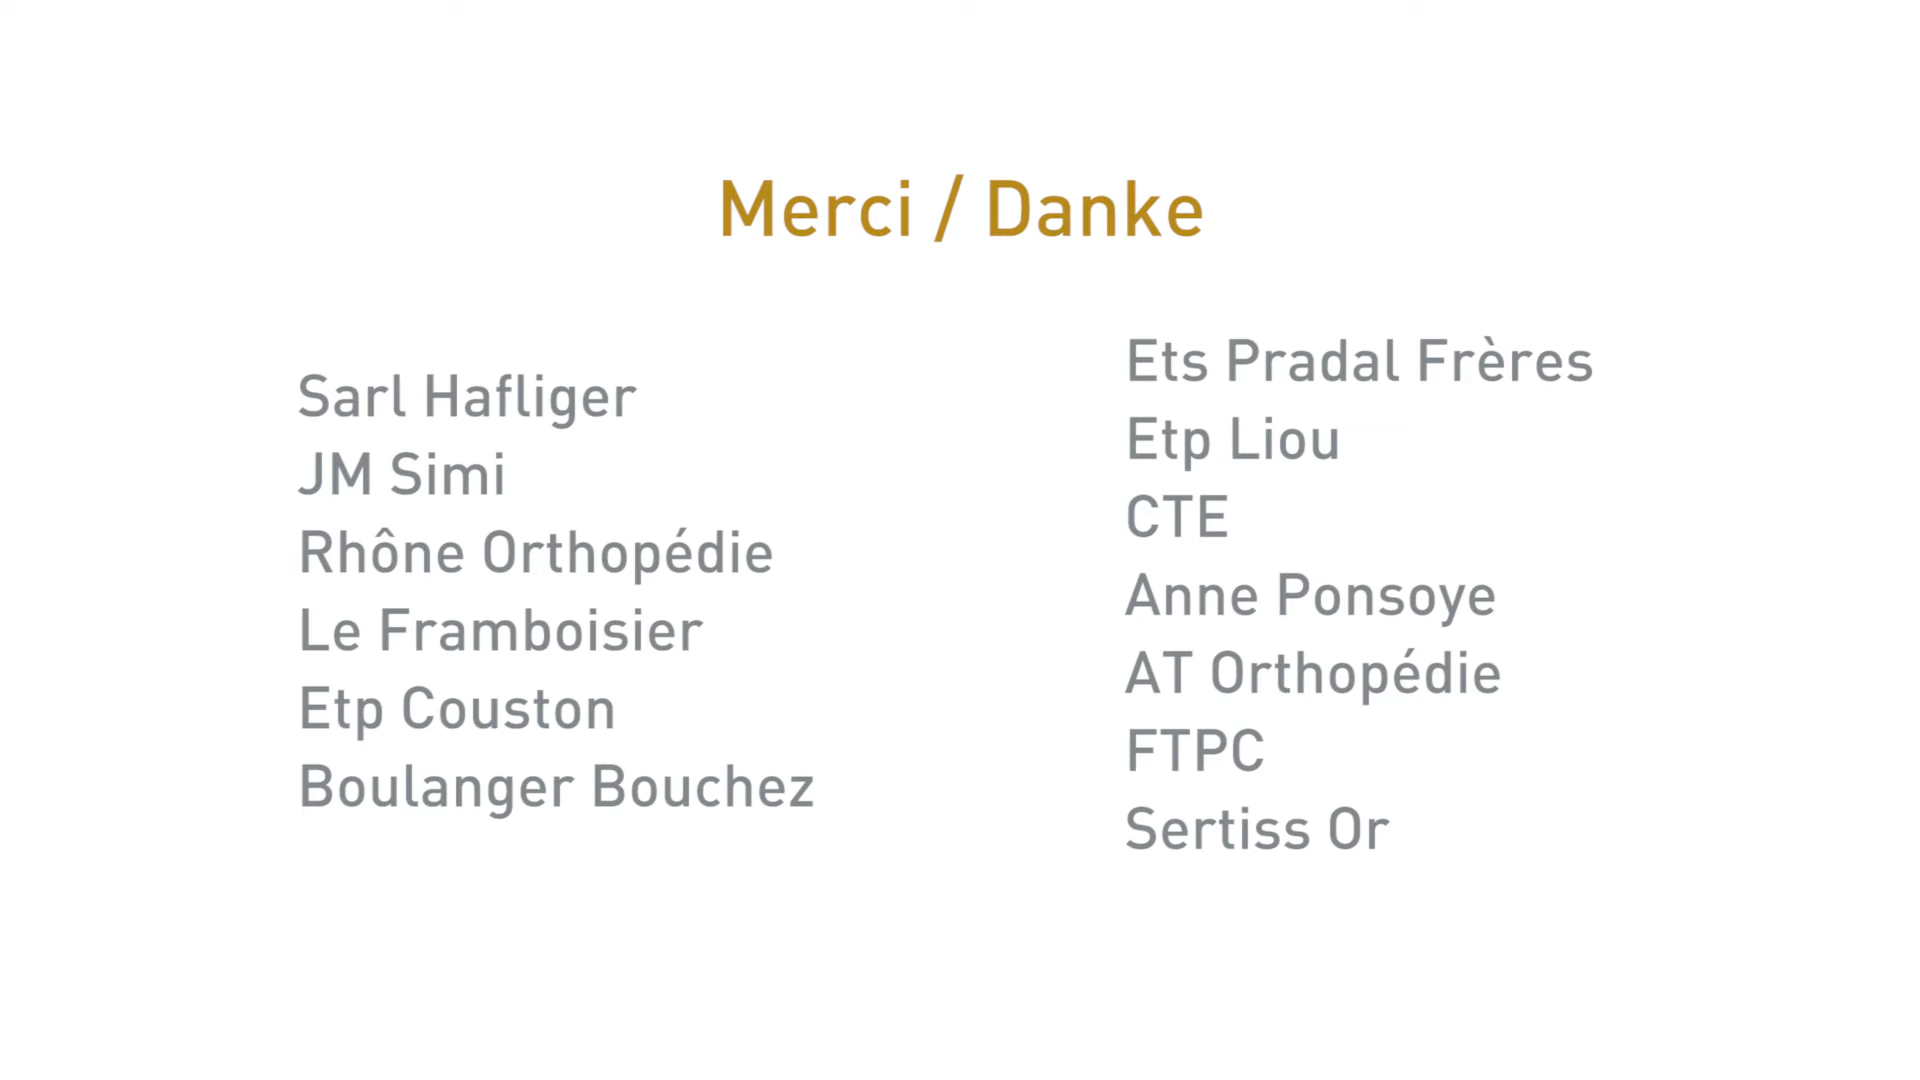 Merci / Danke
Sarl Hafliger
JM Simi
Rhône Orthopédie
Le Framboisier
Etp Couston
Boulanger Bouchez
Ets Pradal Frères
Etp Liou
CTE
Anne Ponsoye
AT Orthopédie
FTPC
Sertiss Or